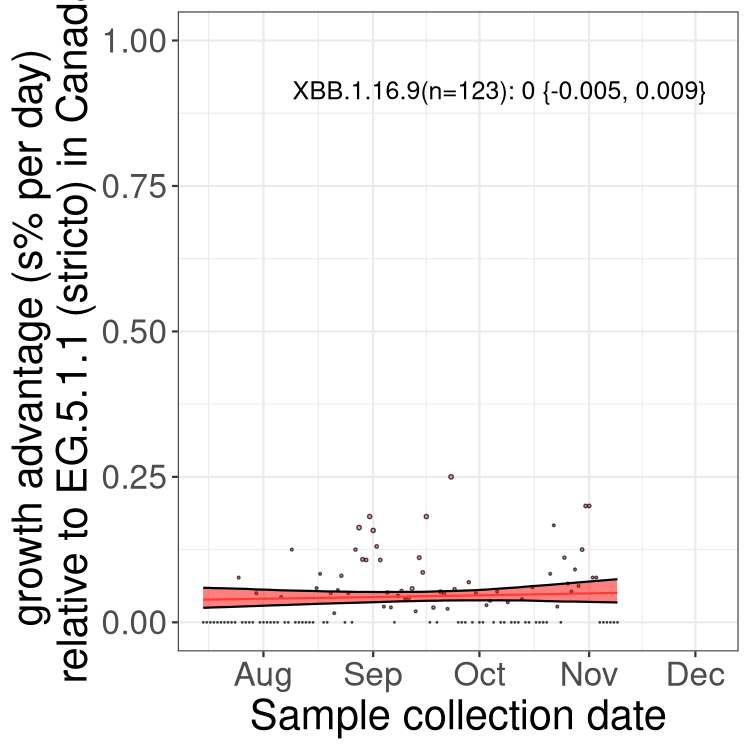 growth advantage (s% per day)
relative to EG.5.1.1 (stricto) in Canada
1.00
0.75
0.50
0.25
0.00
XBB.1.16.9(n=123): 0 {-0.005, 0.009}
Aug Sep Oct Nov Dec
Sample collection date